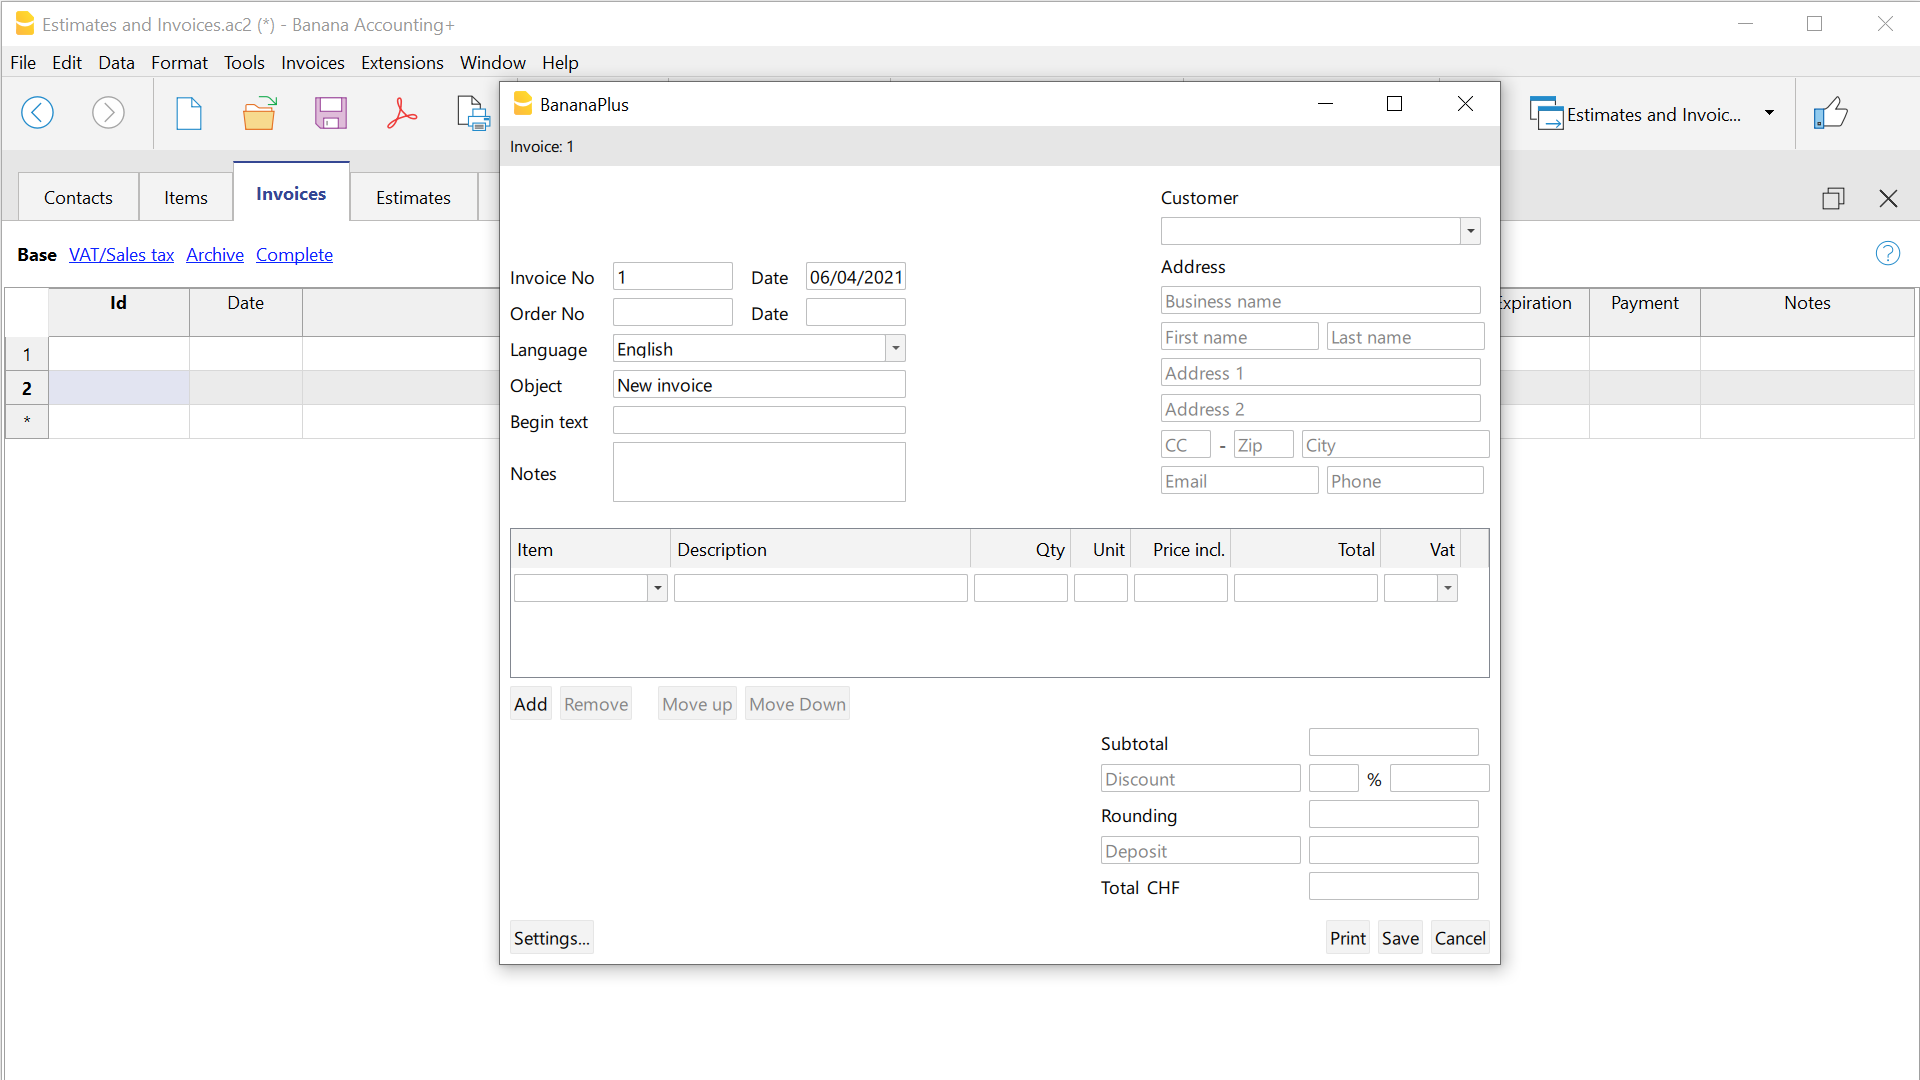 Estimates and Invoices.ac2 (*) - Banana Accounting+
File Edit Data Format Tools Invoices Extensions Window Help
Estimates and Invoic...
Contacts Items Invoices Estimates
Base VAT/Sales tax Archive Complete
Id Date Expiration Payment Notes
1
2
*
BananaPlus
Invoice: 1
Customer
Address
Invoice No 1 Date 06/04/2021
Business name
Order No Date
First name Last name
Language English
Address 1
Object New invoice
Address 2
Begin text
CC - Zip City
Notes
Email Phone
Item Description Qty Unit Price incl. Total Vat
Add Remove Move up Move Down
Subtotal
Discount %
Rounding
Deposit
Total CHF
Settings... Print Save Cancel